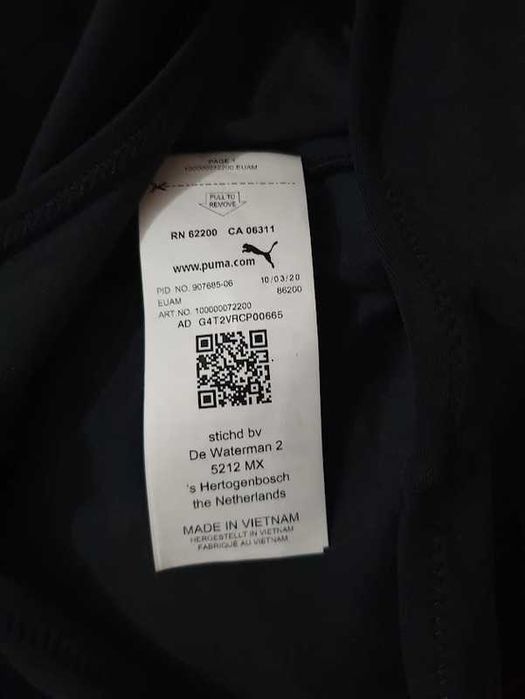 PAGE 1
PULL TO
REMOVE
RN 62200 CA 06311
www.puma.com
PID NO. 907685-06 10/03/20
EUAM 86200
ART.NO. 100000072200
AD G4T2VRCP00665
stichd bv
De Waterman 2
5212 MX
's Hertogenbosch
the Netherlands
MADE IN VIETNAM
HERGESTELLT IN VIETNAM
FABRIQUÉ AU VIETNAM